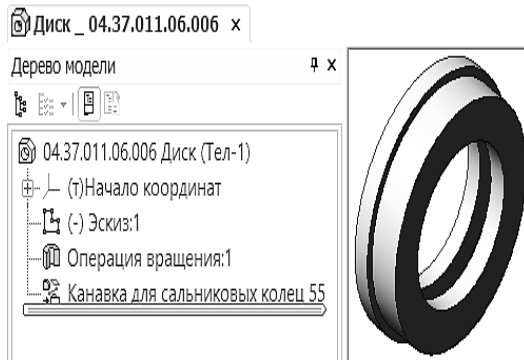 Диск _ 04.37.011.06.006 x
Дерево модели
04.37.011.06.006 Диск (Тел-1)
(т)Начало координат
(-) Эскиз:1
Операция вращения:1
Канавка для сальниковых колец 55